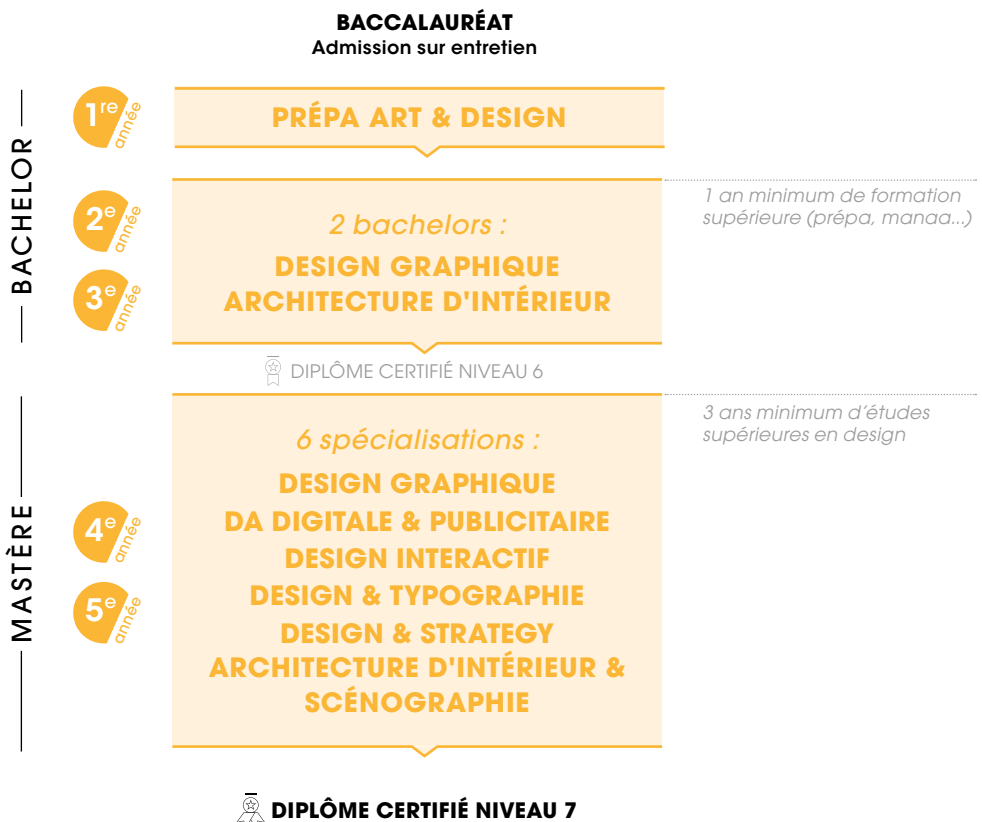 BACCALAURÉAT
Admission sur entretien
BACHELOR
1re année
PRÉPA ART & DESIGN
2e année
3e année
2 bachelors :
DESIGN GRAPHIQUE
ARCHITECTURE D'INTÉRIEUR
1 an minimum de formation
supérieure (prépa, manaa...)
DIPLÔME CERTIFIÉ NIVEAU 6
MASTÈRE
4e année
5e année
6 spécialisations :
DESIGN GRAPHIQUE
DA DIGITALE & PUBLICITAIRE
DESIGN INTERACTIF
DESIGN & TYPOGRAPHIE
DESIGN & STRATEGY
ARCHITECTURE D'INTÉRIEUR &
SCÉNOGRAPHIE
3 ans minimum d’études
supérieures en design
DIPLÔME CERTIFIÉ NIVEAU 7